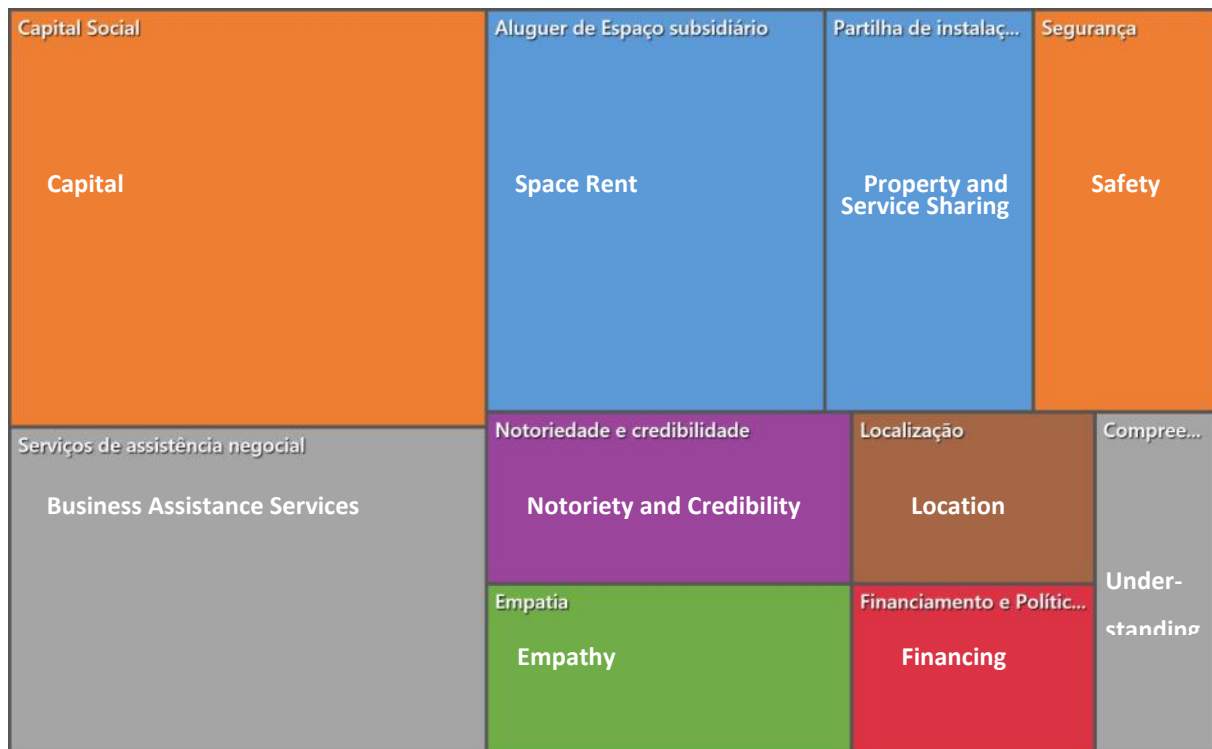 Capital Social
Capital
Aluguer de Espaço subsidiário
Space Rent
Partilha de instalaç...
Property and
Service Sharing
Segurança
Safety
Serviços de assistência negocial
Business Assistance Services
Notoriedade e credibilidade
Notoriety and Credibility
Localização
Location
Compree...
Under-
standing
Empatia
Empathy
Financiamento e Polític...
Financing